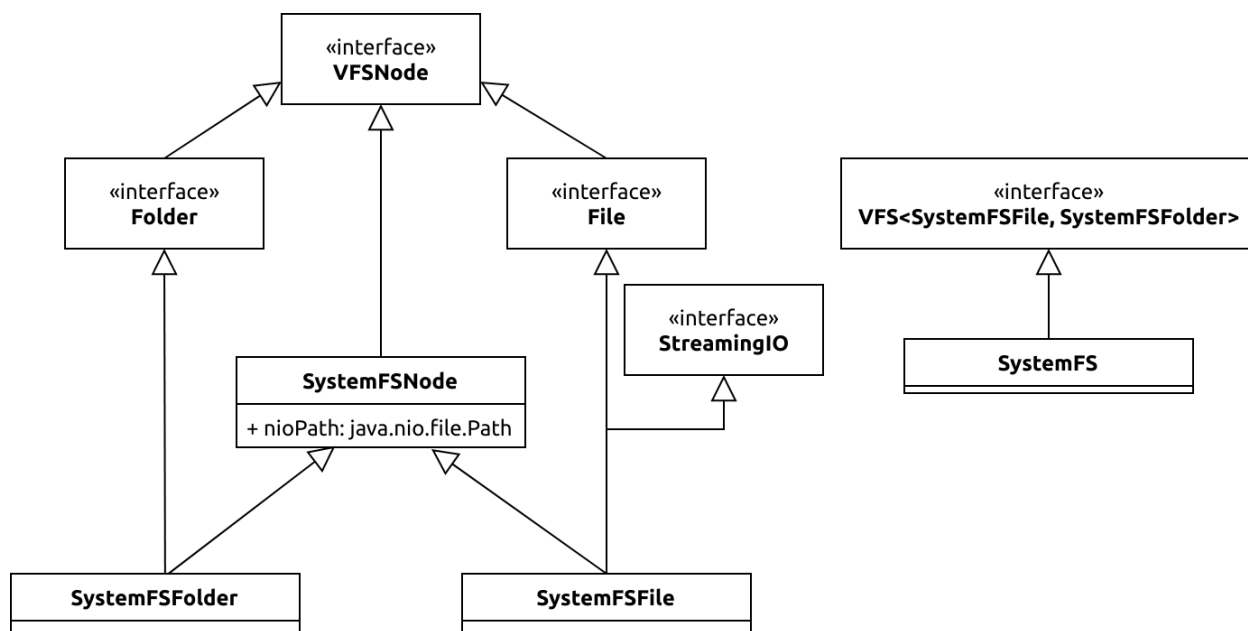 «interface»
VFSNode
«interface»
Folder
«interface»
File
«interface»
VFS<SystemFSFile, SystemFSFolder>
«interface»
StreamingIO
SystemFS
SystemFSNode
+ nioPath: java.nio.file.Path
SystemFSFolder
SystemFSFile